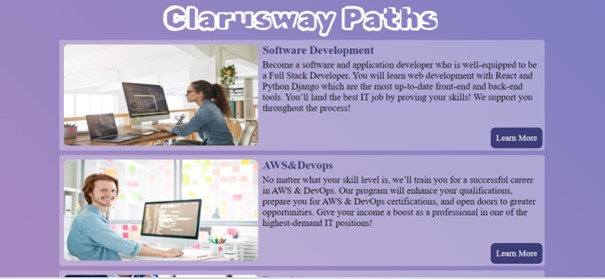 Clarusway Paths
Software Development
Become a software and application developer who is well-equipped to be
a Full Stack Developer. You will learn web development with React and
Python Django which are the most up-to-date front-end and back-end
tools. You’ll land the best IT job by proving your skills! We support you
throughout the process!
Learn More
AWS&Devops
No matter what your skill level is, we’ll train you for a successful career
in AWS & DevOps. Our program will enhance your qualifications,
prepare you for AWS & DevOps certifications, and open doors to greater
opportunities. Give your income a boost as a professional in one of the
highest-demand IT positions!
Learn More